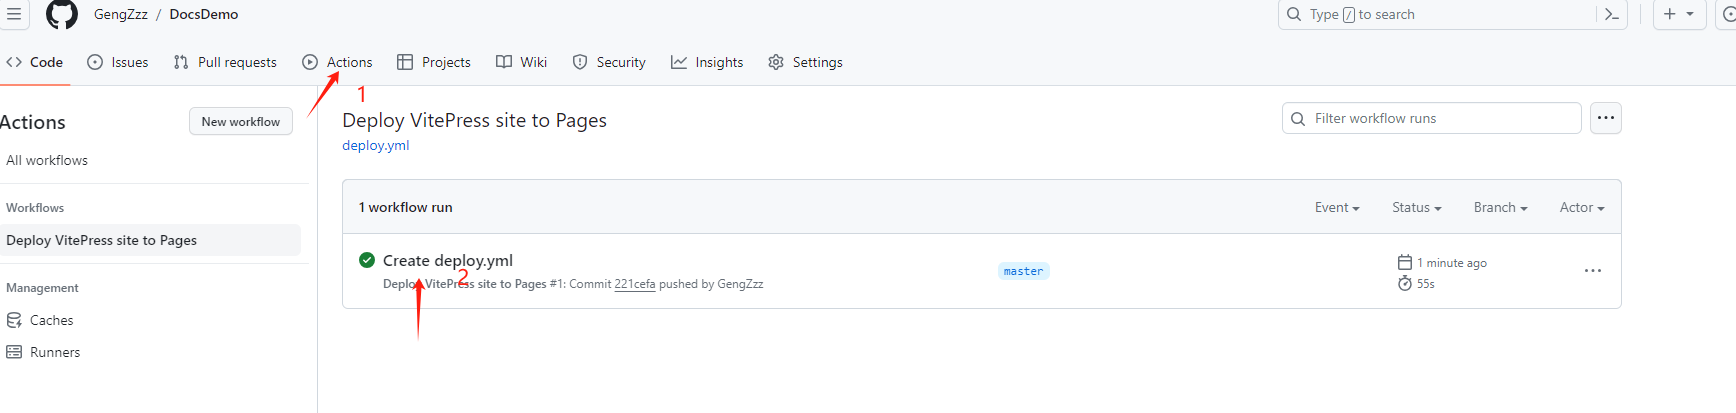 GengZzz / DocsDemo
Type / to search
Code Issues Pull requests Actions Projects Wiki Security Insights Settings
1
Actions
New workflow
All workflows
Workflows
Deploy VitePress site to Pages
Management
Caches
Runners
Deploy VitePress site to Pages
deploy.yml
Filter workflow runs
1 workflow run
Event Status Branch Actor
Create deploy.yml
2
Deploy VitePress site to Pages #1: Commit 221cefa pushed by GengZzz
master
1 minute ago
55s